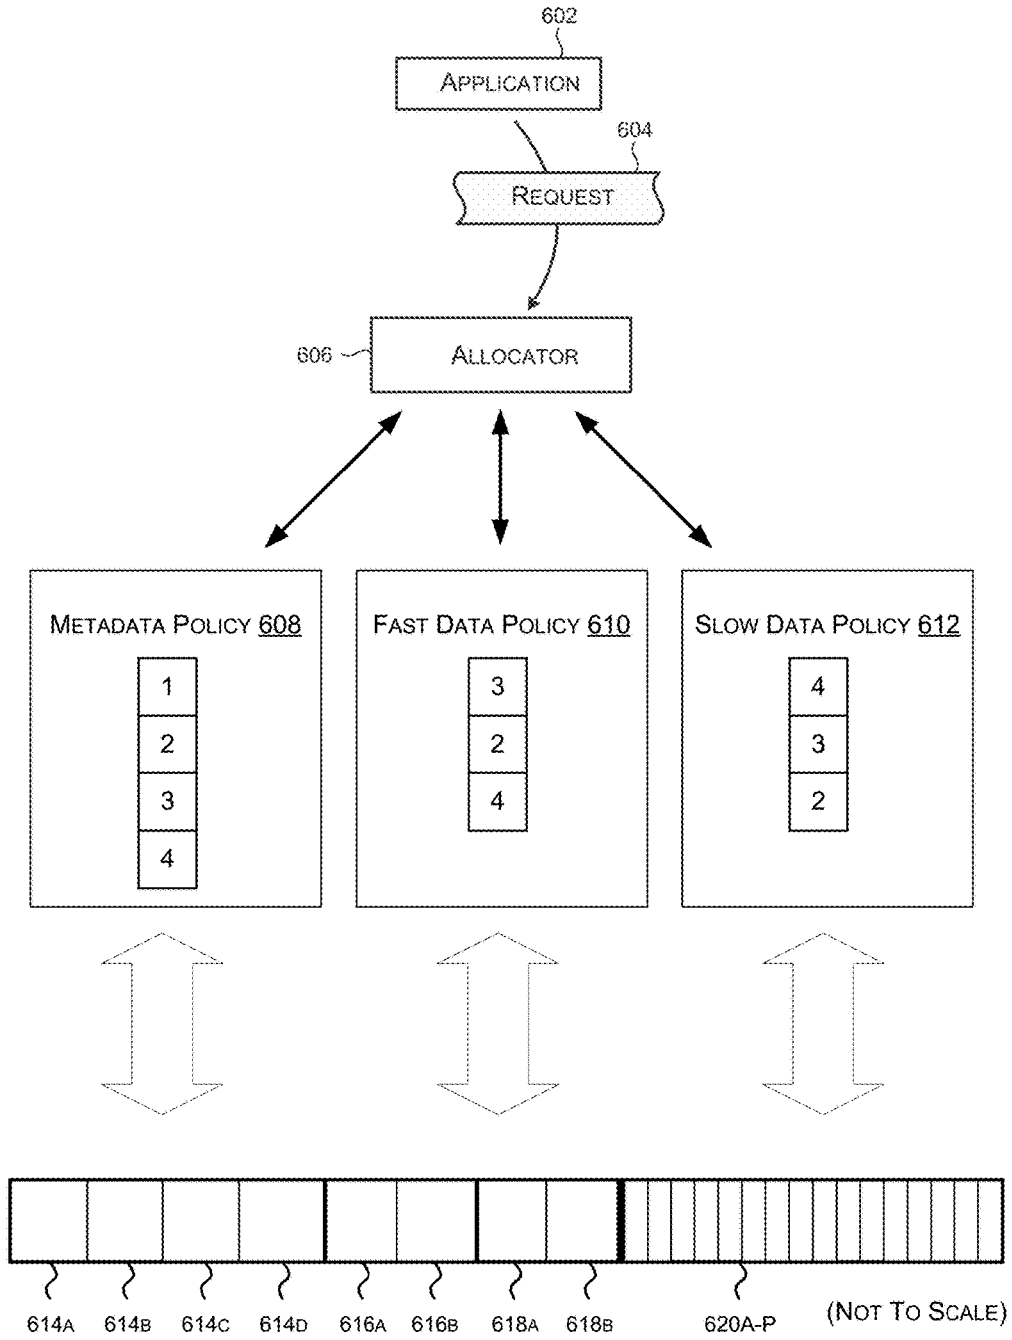 602
APPLICATION
604
REQUEST
606
ALLOCATOR
METADATA POLICY 608
1
2
3
4
FAST DATA POLICY 610
3
2
4
SLOW DATA POLICY 612
4
3
2
614A 614B 614C 614D 616A 616B 618A 618B 620A-P (NOT TO SCALE)